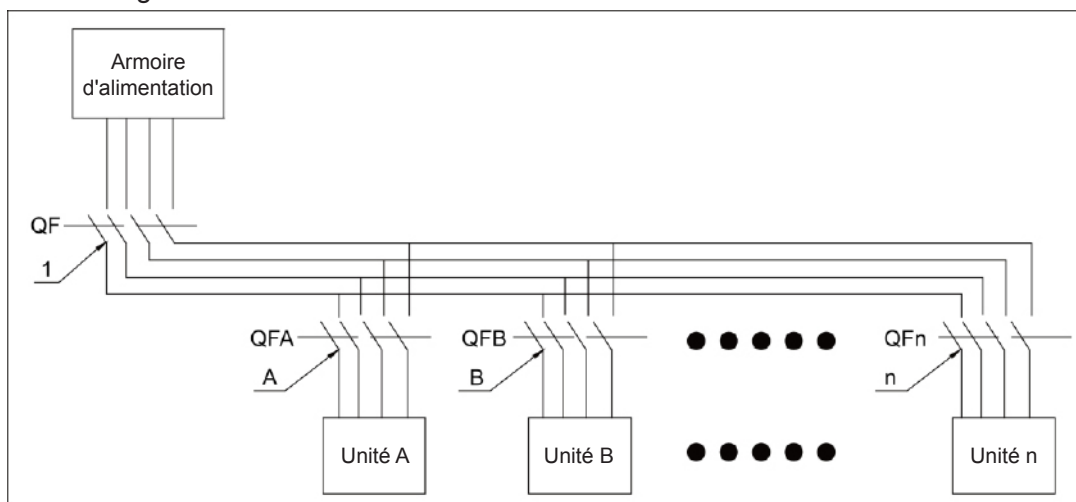 Armoire
d'alimentation
QF
1
QFA
QFB
QFn
A
B
n
Unité A
Unité B
Unité n